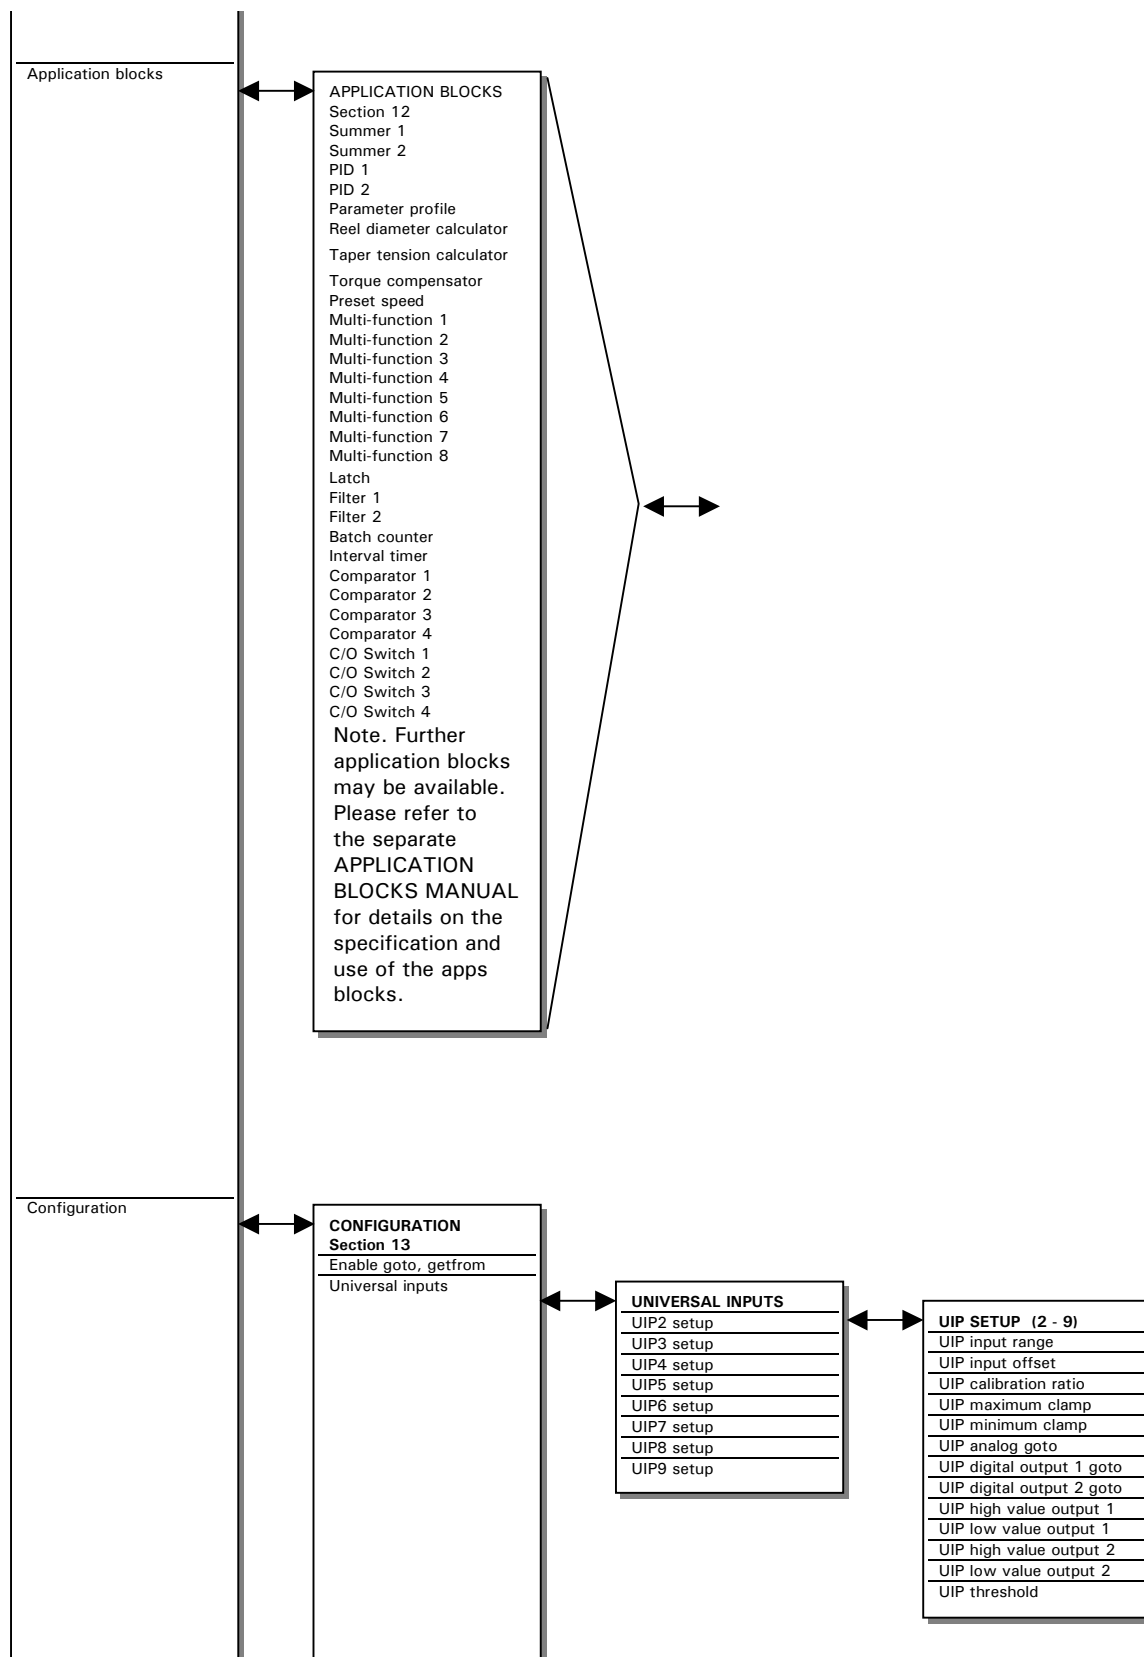 Application blocks
APPLICATION BLOCKS
Section 12
Summer 1
Summer 2
PID 1
PID 2
Parameter profile
Reel diameter calculator
Taper tension calculator
Torque compensator
Preset speed
Multi-function 1
Multi-function 2
Multi-function 3
Multi-function 4
Multi-function 5
Multi-function 6
Multi-function 7
Multi-function 8
Latch
Filter 1
Filter 2
Batch counter
Interval timer
Comparator 1
Comparator 2
Comparator 3
Comparator 4
C/O Switch 1
C/O Switch 2
C/O Switch 3
C/O Switch 4
Note. Further
application blocks
may be available.
Please refer to
the separate
APPLICATION
BLOCKS MANUAL
for details on the
specification and
use of the apps
blocks.
Configuration
CONFIGURATION
Section 13
Enable goto, getfrom
Universal inputs
UNIVERSAL INPUTS
UIP2 setup
UIP3 setup
UIP4 setup
UIP5 setup
UIP6 setup
UIP7 setup
UIP8 setup
UIP9 setup
UIP SETUP (2 - 9)
UIP input range
UIP input offset
UIP calibration ratio
UIP maximum clamp
UIP minimum clamp
UIP analog goto
UIP digital output 1 goto
UIP digital output 2 goto
UIP high value output 1
UIP low value output 1
UIP high value output 2
UIP low value output 2
UIP threshold